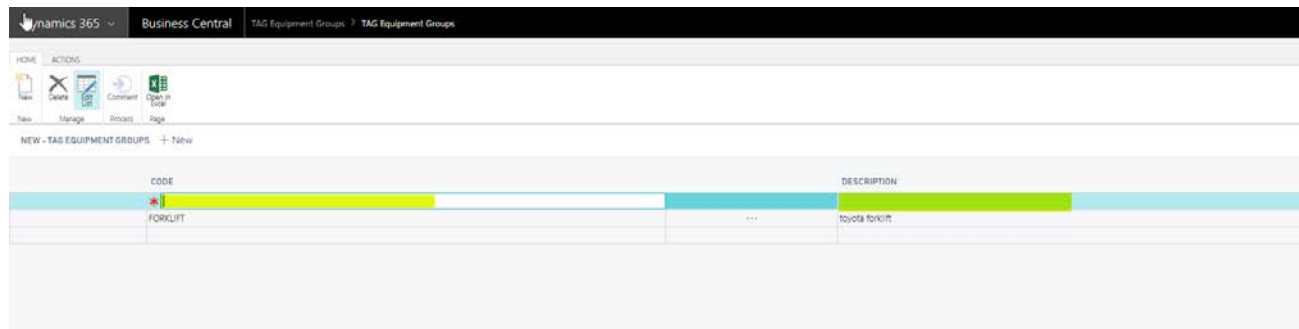 Dynamics 365 Business Central TAG Equipment Groups > TAG Equipment Groups
HOME ACTIONS
New Delete Edit List Comment Open in Excel
New Manage Process Page
NEW - TAG EQUIPMENT GROUPS + New
CODE DESCRIPTION
*
FORKLIFT ... toyota forklift